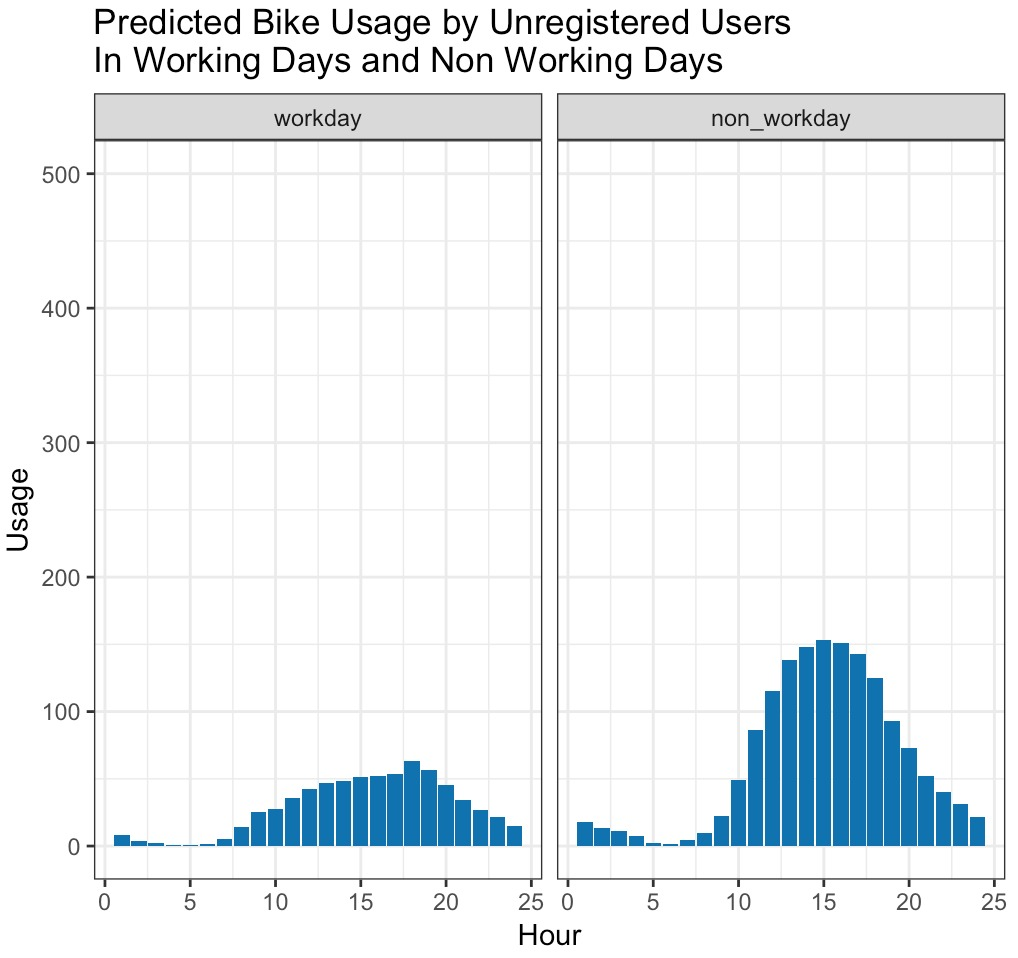 Predicted Bike Usage by Unregistered Users
In Working Days and Non Working Days
workday non_workday
500
400
300
200
100
0
Usage
0 5 10 15 20 25 0 5 10 15 20 25
Hour